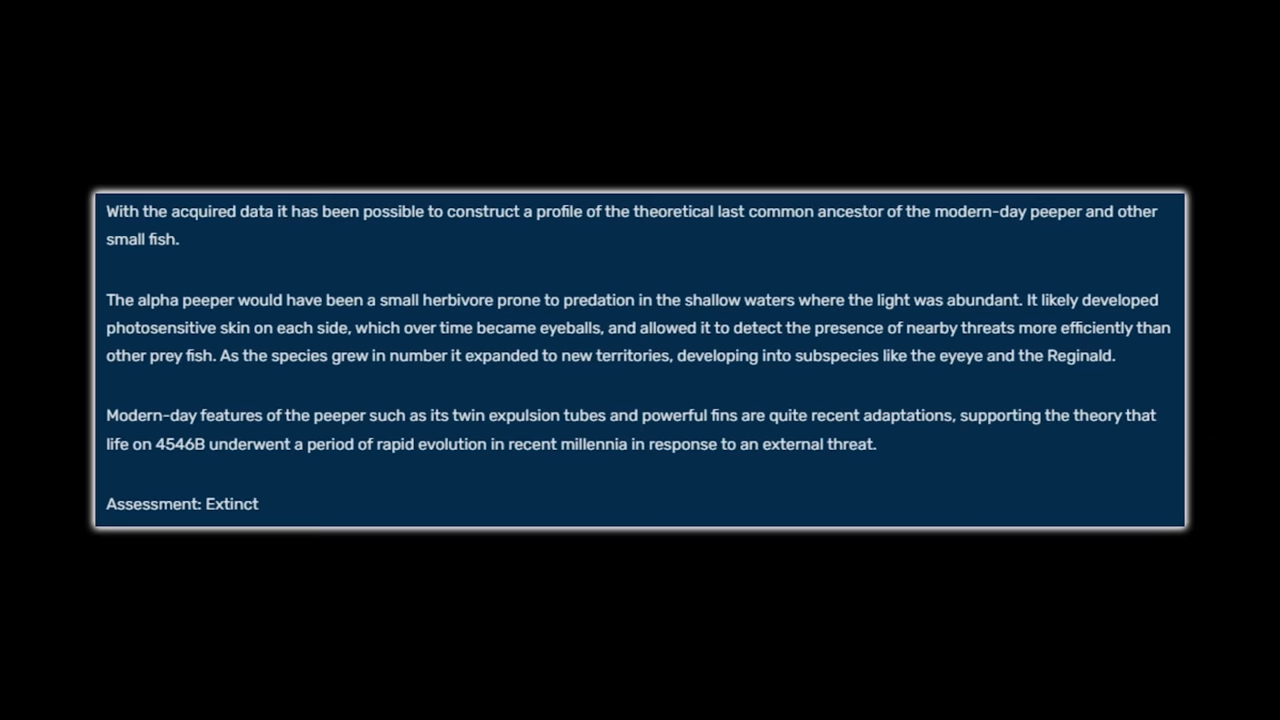 With the acquired data it has been possible to construct a profile of the theoretical last common ancestor of the modern-day peeper and other
small fish.
The alpha peeper would have been a small herbivore prone to predation in the shallow waters where the light was abundant. It likely developed
photosensitive skin on each side, which over time became eyeballs, and allowed it to detect the presence of nearby threats more efficiently than
other prey fish. As the species grew in number it expanded to new territories, developing into subspecies like the eyeye and the Reginald.
Modern-day features of the peeper such as its twin expulsion tubes and powerful fins are quite recent adaptations, supporting the theory that
life on 4546B underwent a period of rapid evolution in recent millennia in response to an external threat.
Assessment: Extinct